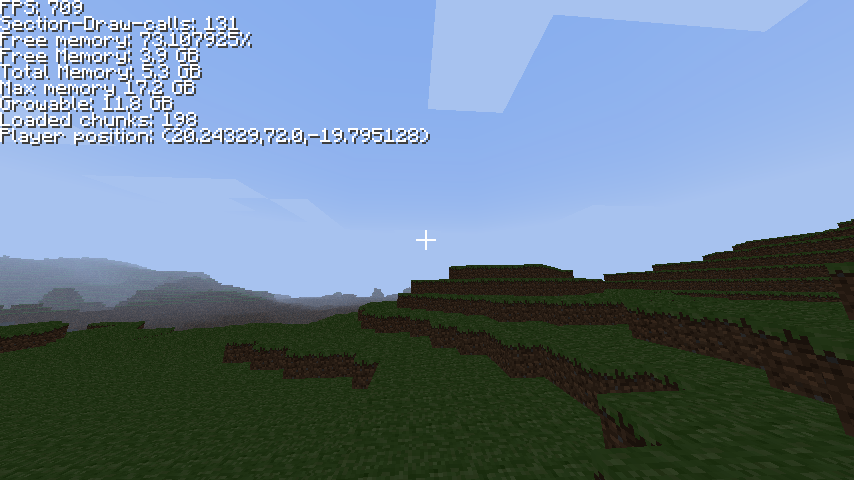 FPS: 709
Section-Draw-calls: 131
Free memory: 73.107925%
Free Memory: 3.9 GB
Total Memory: 5.3 GB
Max memory 17.2 GB
Growable: 11.8 GB
Loaded chunks: 198
Player position: (20.24329,72.0,-19.795128)